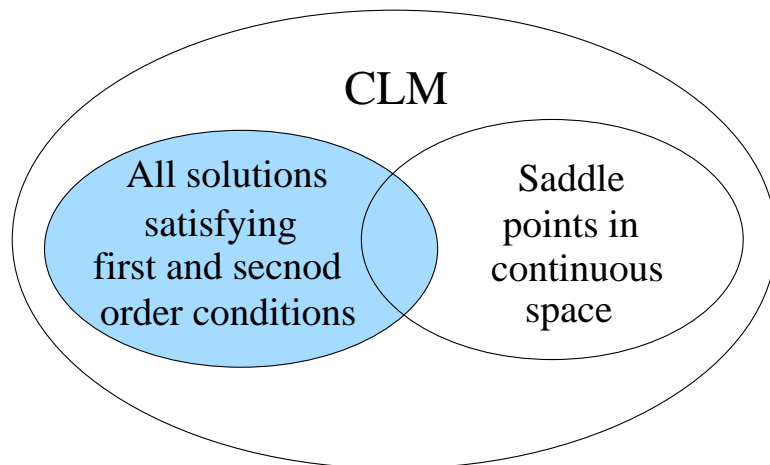 CLM
All solutions
satisfying
first and secnod
order conditions
Saddle
points in
continuous
space